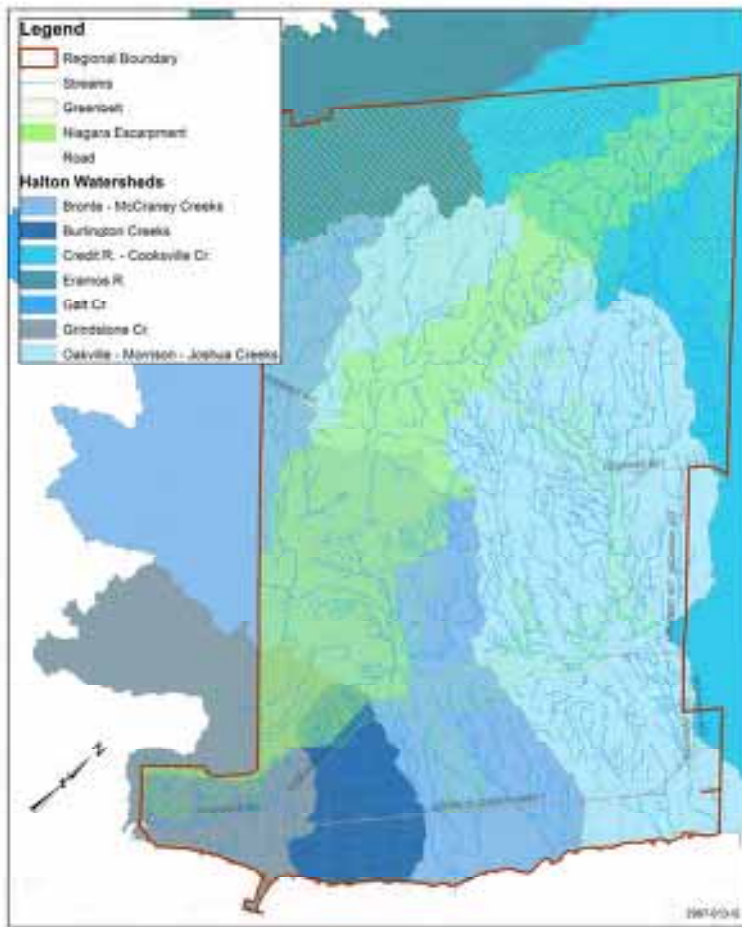 Legend
Regional Boundary
Streams
Greenbelt
Niagara Escarpment
Road
Halton Watersheds
Bronte - McCraney Creeks
Burlington Creeks
Credit R. - Cooksville Cr.
Eramos R.
Galt Cr.
Grindstone Cr.
Oakville - Morrison - Joshua Creeks
N